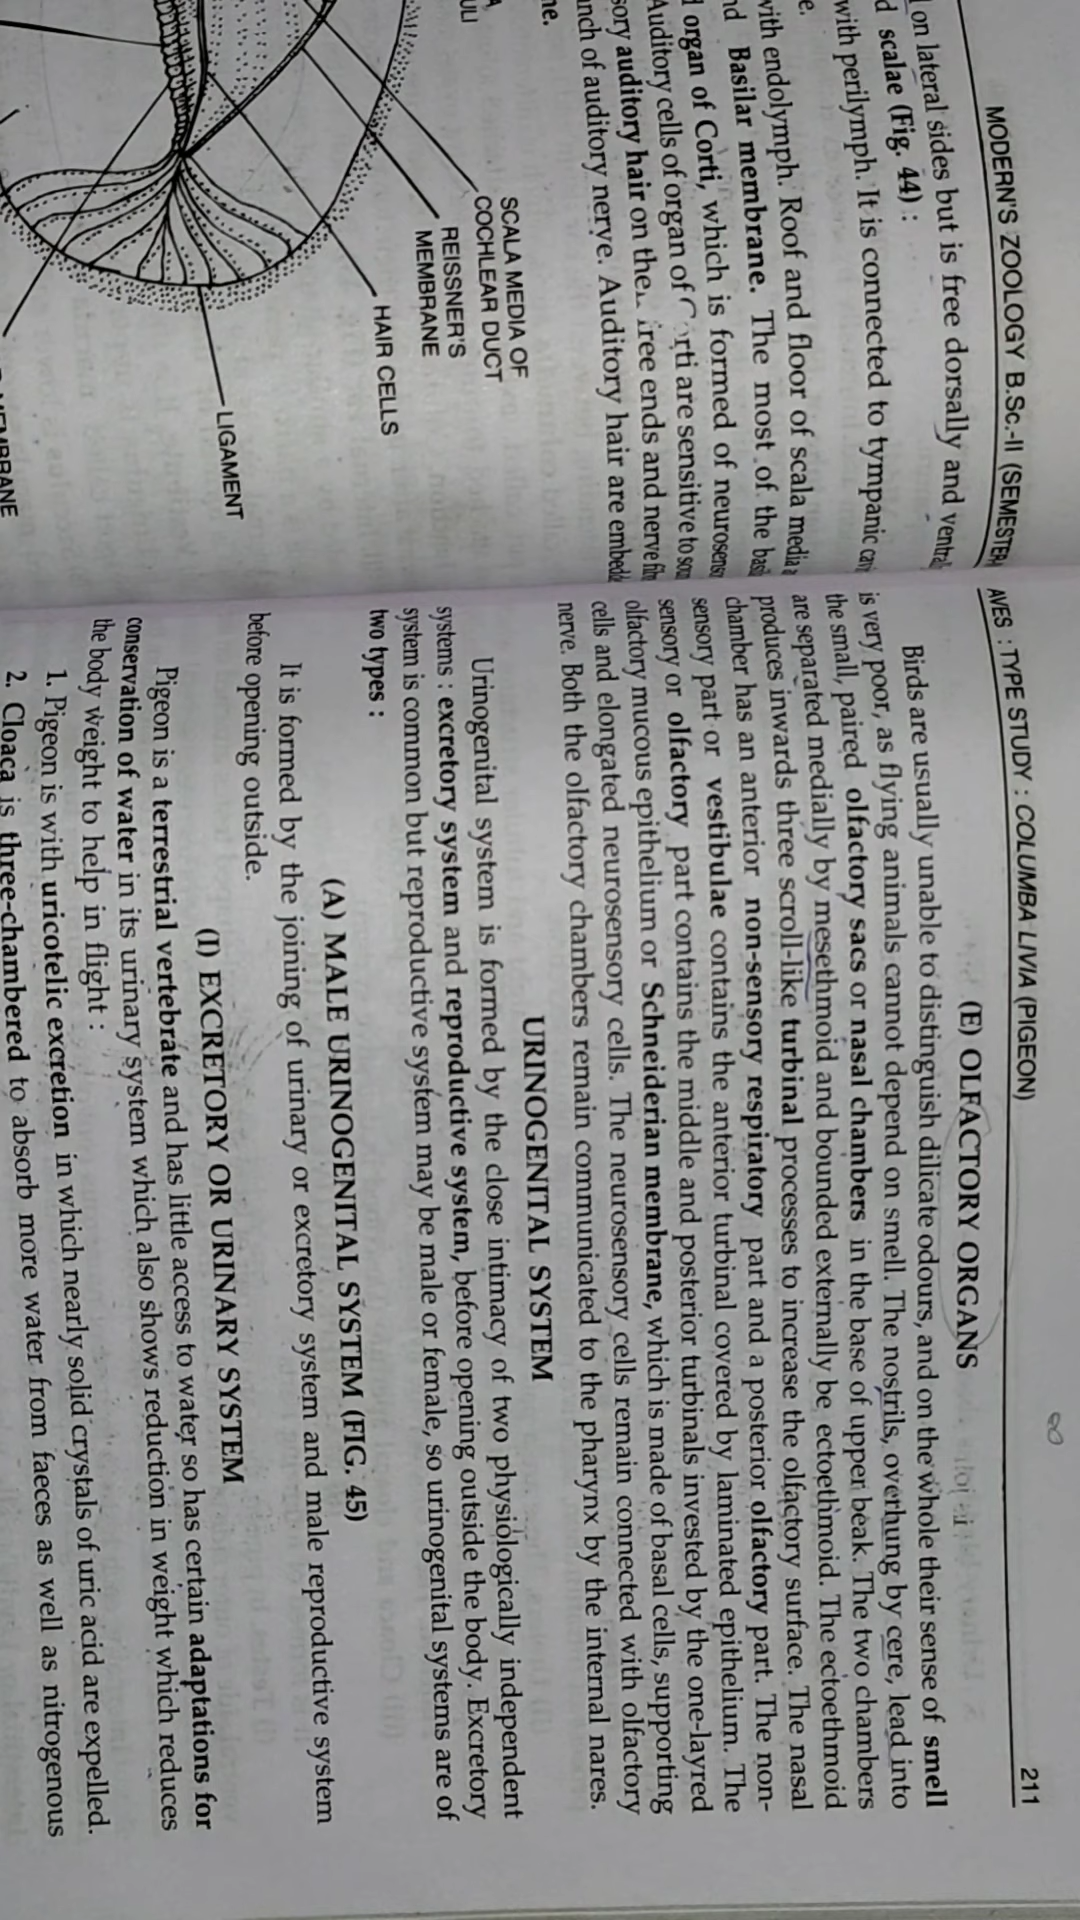 MODERN'S ZOOLOGY B.Sc.-II (SEMESTER
on lateral sides but is free dorsally and ventral
d scalae (Fig. 44) :
with perilymph. It is connected to tympanic
e.
with endolymph. Roof and floor of scala media
nd Basilar membrane. The most of the
organ of Corti, which is formed of
Auditory cells of organ of are sensitive to
sory auditory hair on the ends and nerve
nch of auditory nerve. Auditory hair are
ne.
SCALA MEDIA OF
COCHLEAR DUCT
REISSNER'S
MEMBRANE
HAIR CELLS
LIGAMENT
AVES : TYPE STUDY : COLUMBA LIVIA (PIGEON) 211
(E) OLFACTORY ORGANS
Birds are usually unable to distinguish dilicate odours, and on the whole their sense of smell
is very poor, as flying animals cannot depend on smell. The nostrils, overhung by cere, lead into
the small, paired olfactory sacs or nasal chambers in the base of upper beak. The two chambers
are separated medially by mesethmoid and bounded externally be ectoethmoid. The ectoethmoid
produces inwards three scroll-like turbinal processes to increase the olfactory surface. The nasal
chamber has an anterior non-sensory respiratory part and a posterior olfactory part. The non-
sensory part or vestibulae contains the anterior turbinal covered by laminated epithelium. The
sensory or olfactory part contains the middle and posterior turbinals invested by the one-layred
olfactory mucous epithelium or Schneiderian membrane, which is made of basal cells, supporting
cells and elongated neurosensory cells. The neurosensory cells remain connected with olfactory
nerve. Both the olfactory chambers remain communicated to the pharynx by the internal nares.
URINOGENITAL SYSTEM
Urinogenital system is formed by the close intimacy of two physiologically independent
systems : excretory system and reproductive system, before opening outside the body. Excretory
system is common but reproductive system may be male or female, so urinogenital systems are of
two types :
(A) MALE URINOGENITAL SYSTEM (FIG. 45)
It is formed by the joining of urinary or excretory system and male reproductive system
before opening outside.
(I) EXCRETORY OR URINARY SYSTEM
Pigeon is a terrestrial vertebrate and has little access to water so has certain adaptations for
conservation of water in its urinary system which also shows reduction in weight which reduces
the body weight to help in flight :
1. Pigeon is with uricotelic excretion in which nearly solid crystals of uric acid are expelled.
2. Cloaca is three-chambered to absorb more water from faeces as well as nitrogenous